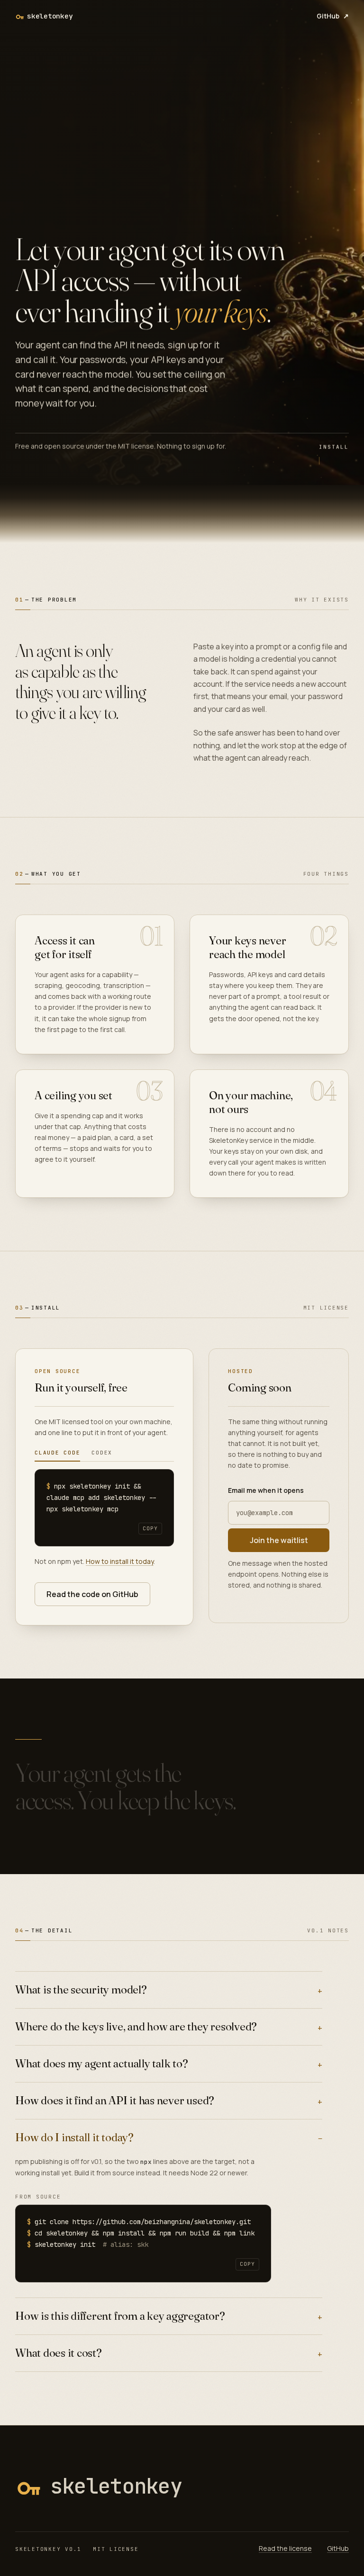 skeletonkey
GitHub ↗
Let your agent get its own
API access — without
ever handing it your keys.
Your agent can find the API it needs, sign up for it
and call it. Your passwords, your API keys and your
card never reach the model. You set the ceiling on
what it can spend, and the decisions that cost
money wait for you.
Free and open source under the MIT license. Nothing to sign up for.
INSTALL
01 — THE PROBLEM
WHY IT EXISTS
An agent is only
as capable as the
things you are willing
to give it a key to.
Paste a key into a prompt or a config file and
a model is holding a credential you cannot
take back. It can spend against your
account. If the service needs a new account
first, that means your email, your password
and your card as well.
So the safe answer has been to hand over
nothing, and let the work stop at the edge of
what the agent can already reach.
02 — WHAT YOU GET
FOUR THINGS
01
Access it can
get for itself
Your agent asks for a capability —
scraping, geocoding, transcription —
and comes back with a working route
to a provider. If the provider is new to
it, it can take the whole signup from
the first page to the first call.
02
Your keys never
reach the model
Passwords, API keys and card details
stay where you keep them. They are
never part of a prompt, a tool result or
anything the agent can read back. It
gets the door opened, not the key.
03
A ceiling you set
Give it a spending cap and it works
under that cap. Anything that costs
real money — a paid plan, a card, a set
of terms — stops and waits for you to
agree to it yourself.
04
On your machine,
not ours
There is no account and no
SkeletonKey service in the middle.
Your keys stay on your own disk, and
every call your agent makes is written
down there for you to read.
03 — INSTALL
MIT LICENSE
OPEN SOURCE
Run it yourself, free
One MIT licensed tool on your own machine,
and one line to put it in front of your agent.
CLAUDE CODE
CODEX
$ npx skeletonkey init &&
claude mcp add skeletonkey --
npx skeletonkey mcp
COPY
Not on npm yet. How to install it today.
Read the code on GitHub
HOSTED
Coming soon
The same thing without running
anything yourself, for agents
that cannot. It is not built yet,
so there is nothing to buy and
no date to promise.
Email me when it opens
you@example.com
Join the waitlist
One message when the hosted
endpoint opens. Nothing else is
stored, and nothing is shared.
Your agent gets the
access. You keep the keys.
04 — THE DETAIL
V0.1 NOTES
What is the security model?
+
Where do the keys live, and how are they resolved?
+
What does my agent actually talk to?
+
How does it find an API it has never used?
+
How do I install it today?
−
npm publishing is off for v0.1, so the two npx lines above are the target, not a
working install yet. Build it from source instead. It needs Node 22 or newer.
FROM SOURCE
$ git clone https://github.com/beizhangnina/skeletonkey.git
$ cd skeletonkey && npm install && npm run build && npm link
$ skeletonkey init # alias: skk
COPY
How is this different from a key aggregator?
+
What does it cost?
+
skeletonkey
SKELETONKEY V0.1
MIT LICENSE
Read the license
GitHub